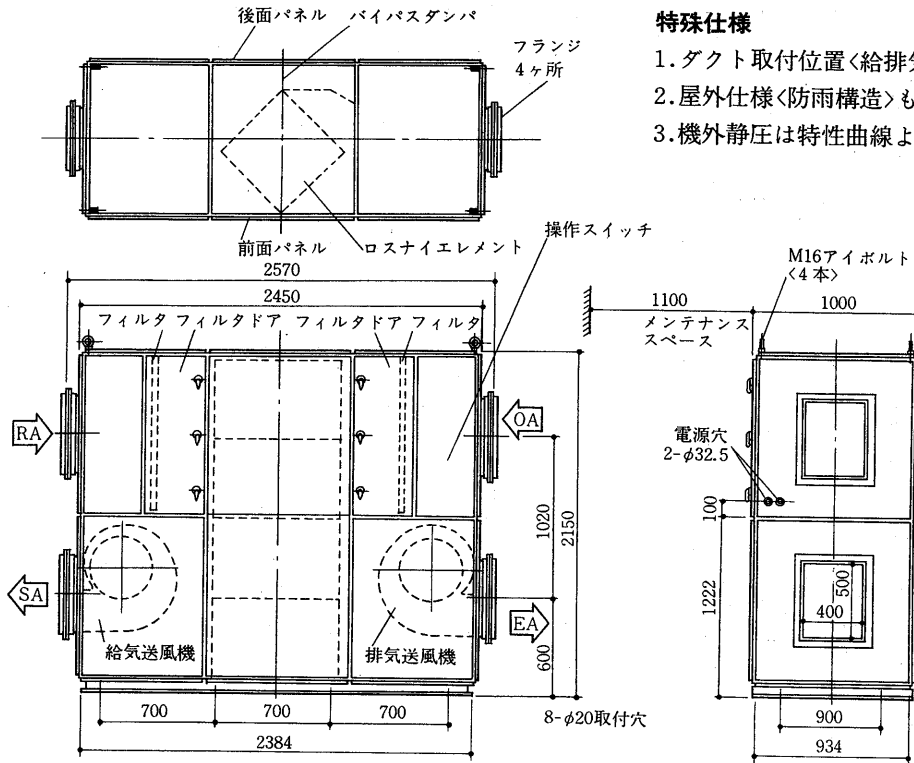 後面パネル
バイパスダンパ
フランジ
4ヶ所
特殊仕様
1.ダクト取付位置<給排
2.屋外仕様<防雨構造>も
3.機外静圧は特性曲線よ
前面パネル
ロスナイエレメント
操作スイッチ
2570
2450
フィルタ
フィルタドア
フィルタドア
フィルタ
RA
OA
SA
EA
給気送風機
排気送風機
1020
2150
600
700
700
700
2384
8-φ20取付穴
M16アイボルト
<4本>
1100
1000
メンテナンス
スペース
電源穴
2-φ32.5
100
1222
500
400
900
934